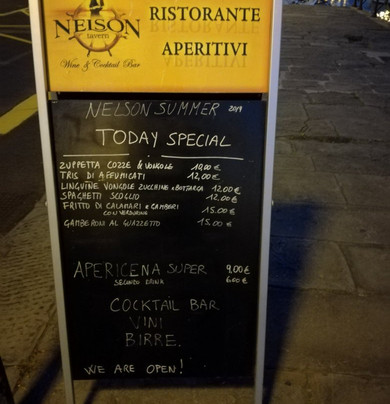 NELSON
tavern
Wine & Cocktail Bar
RISTORANTE
APERITIVI
NELSON SUMMER 2019
TODAY SPECIAL
ZUPPETTA COZZE & VONGOLE 10,00 €
TRIS DI AFFUMICATI 12,00 €
LINGUINE VONGOLE ZUCCHINE e BOTTARGA 12.00 €
SPAGHETTI SCOGLIO 12,00 €
FRITTO DI CALAMARI e GAMBERI
CON VERDURINE 15.00 €
GAMBERONI AL GUAZZETTO 15.00 €
APERICENA SUPER 9,00 €
SECONDO DRINK 6.00 €
COCKTAIL BAR
VINI
BIRRE.
WE ARE OPEN!